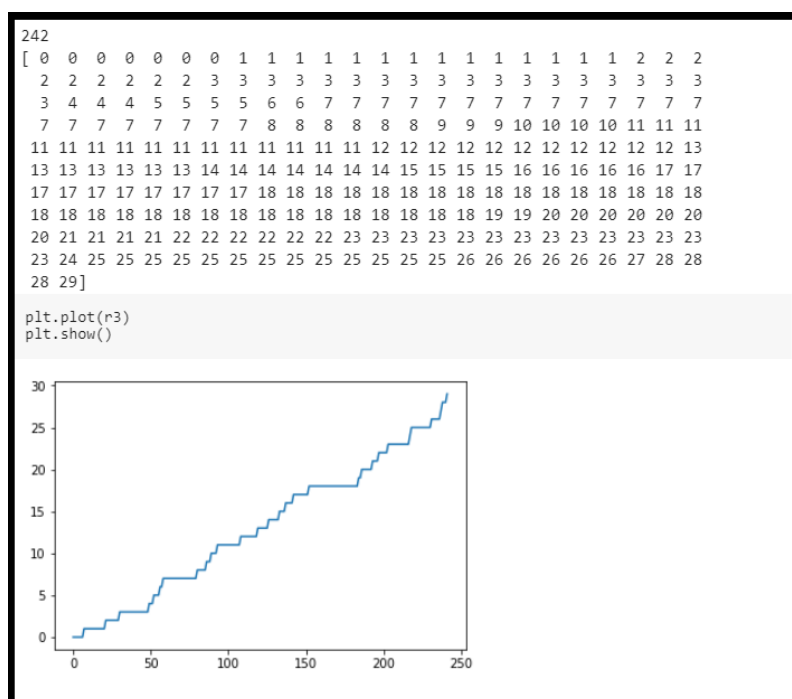 242
[ 0 0 0 0 0 0 0 1 1 1 1 1 1 1 1 1 1 1 1 1 1 2 2 2
2 2 2 2 2 2 3 3 3 3 3 3 3 3 3 3 3 3 3 3 3 3 3 3
3 4 4 4 5 5 5 5 6 6 7 7 7 7 7 7 7 7 7 7 7 7 7 7
7 7 7 7 7 7 7 7 8 8 8 8 8 8 9 9 9 10 10 10 10 11 11 11
11 11 11 11 11 11 11 11 11 11 11 11 12 12 12 12 12 12 12 12 12 12 12 13
13 13 13 13 13 13 14 14 14 14 14 14 14 15 15 15 15 16 16 16 16 16 17 17
17 17 17 17 17 17 17 17 18 18 18 18 18 18 18 18 18 18 18 18 18 18 18 18
18 18 18 18 18 18 18 18 18 18 18 18 18 18 18 18 19 19 20 20 20 20 20 20
20 21 21 21 21 22 22 22 22 22 22 23 23 23 23 23 23 23 23 23 23 23 23 23
23 24 25 25 25 25 25 25 25 25 25 25 25 25 25 26 26 26 26 26 26 27 28 28
28 29]
plt.plot(r3)
plt.show()
30
25
20
15
10
5
0
0 50 100 150 200 250